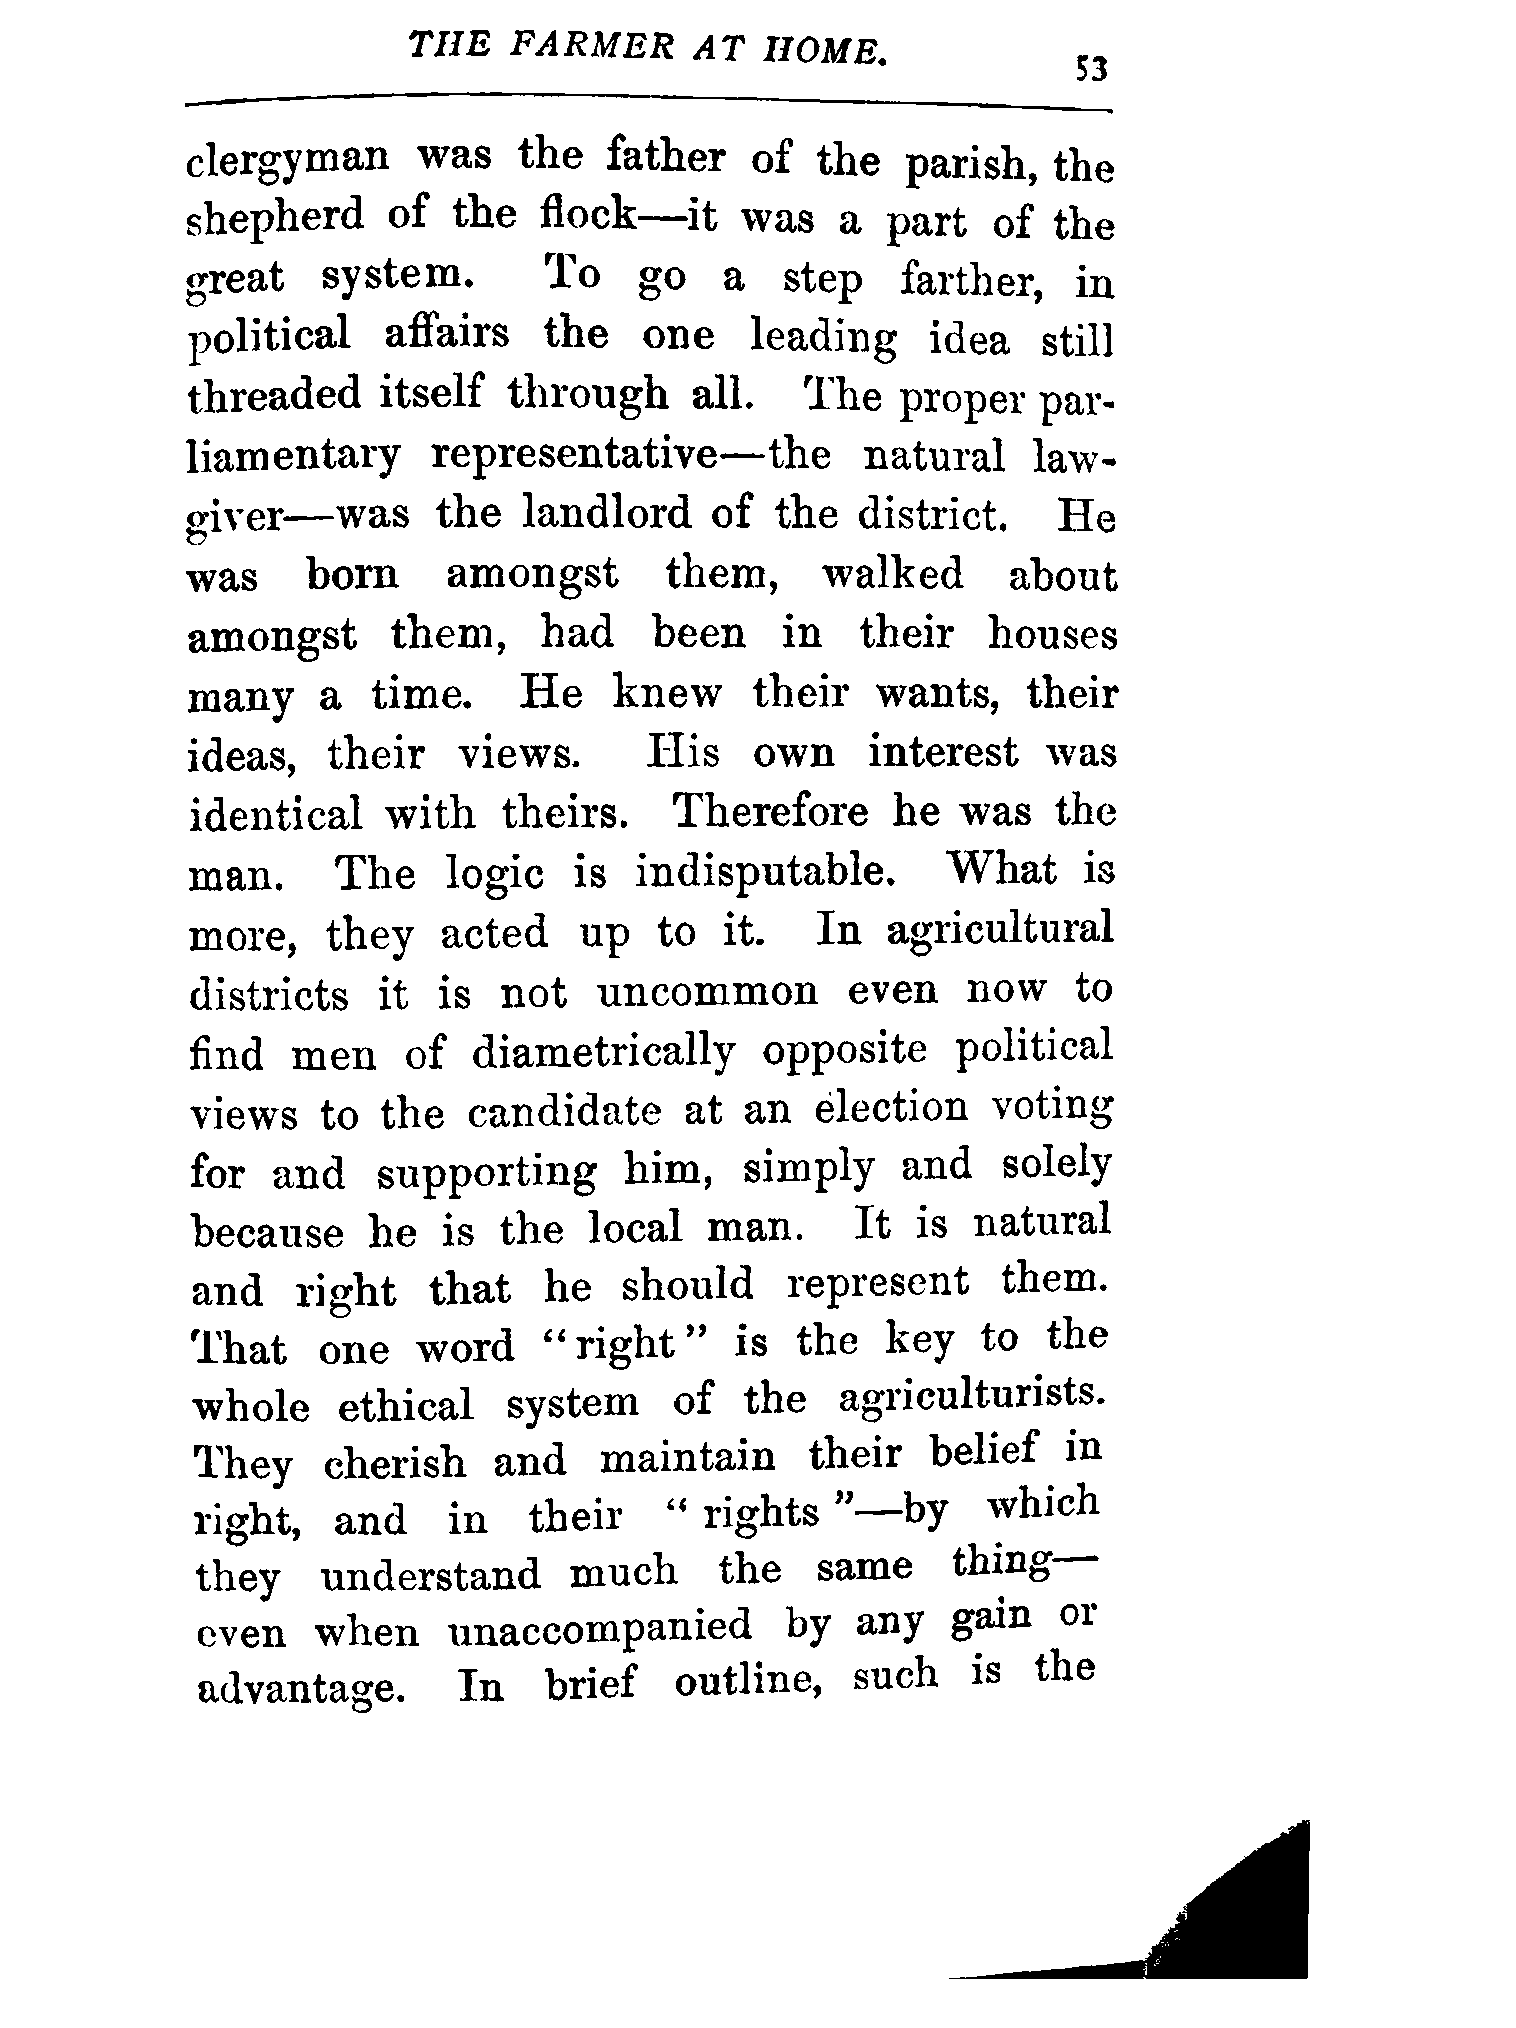 THE FARMER AT HOME.
53
clergyman was the father of the parish, the
shepherd of the flock—it was a part of the
great system. To go a step farther, in
political affairs the one leading idea still
threaded itself through all. The proper par-
liamentary representative—the natural law-
giver—was the landlord of the district. He
was born amongst them, walked about
amongst them, had been in their houses
many a time. He knew their wants, their
ideas, their views. His own interest was
identical with theirs. Therefore he was the
man. The logic is indisputable. What is
more, they acted up to it. In agricultural
districts it is not uncommon even now to
find men of diametrically opposite political
views to the candidate at an election voting
for and supporting him, simply and solely
because he is the local man. It is natural
and right that he should represent them.
That one word “right” is the key to the
whole ethical system of the agriculturists.
They cherish and maintain their belief in
right, and in their “rights”—by which
they understand much the same thing—
even when unaccompanied by any gain or
advantage. In brief outline, such is the